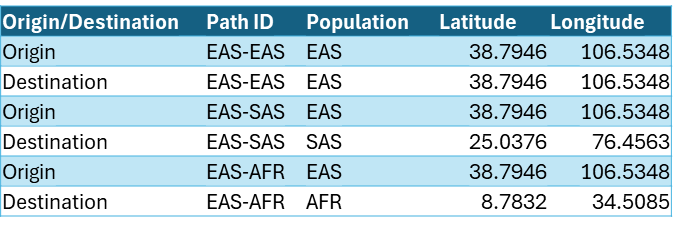 Origin/Destination Path ID Population Latitude Longitude
Origin EAS-EAS EAS 38.7946 106.5348
Destination EAS-EAS EAS 38.7946 106.5348
Origin EAS-SAS EAS 38.7946 106.5348
Destination EAS-SAS SAS 25.0376 76.4563
Origin EAS-AFR EAS 38.7946 106.5348
Destination EAS-AFR AFR 8.7832 34.5085